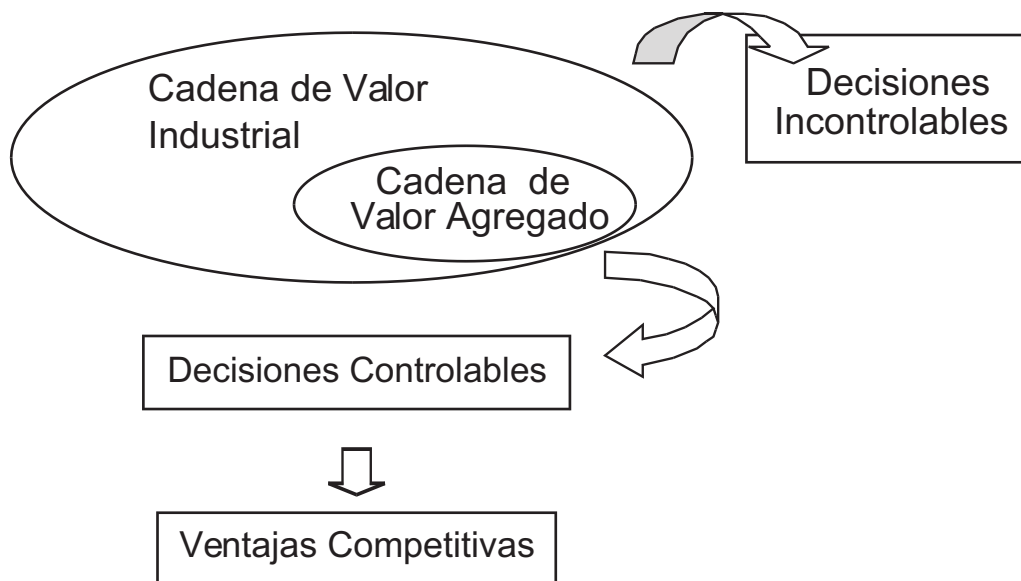 Cadena de Valor
Industrial
Decisiones
Incontrolables
Cadena de
Valor Agregado
Decisiones Controlables
Ventajas Competitivas